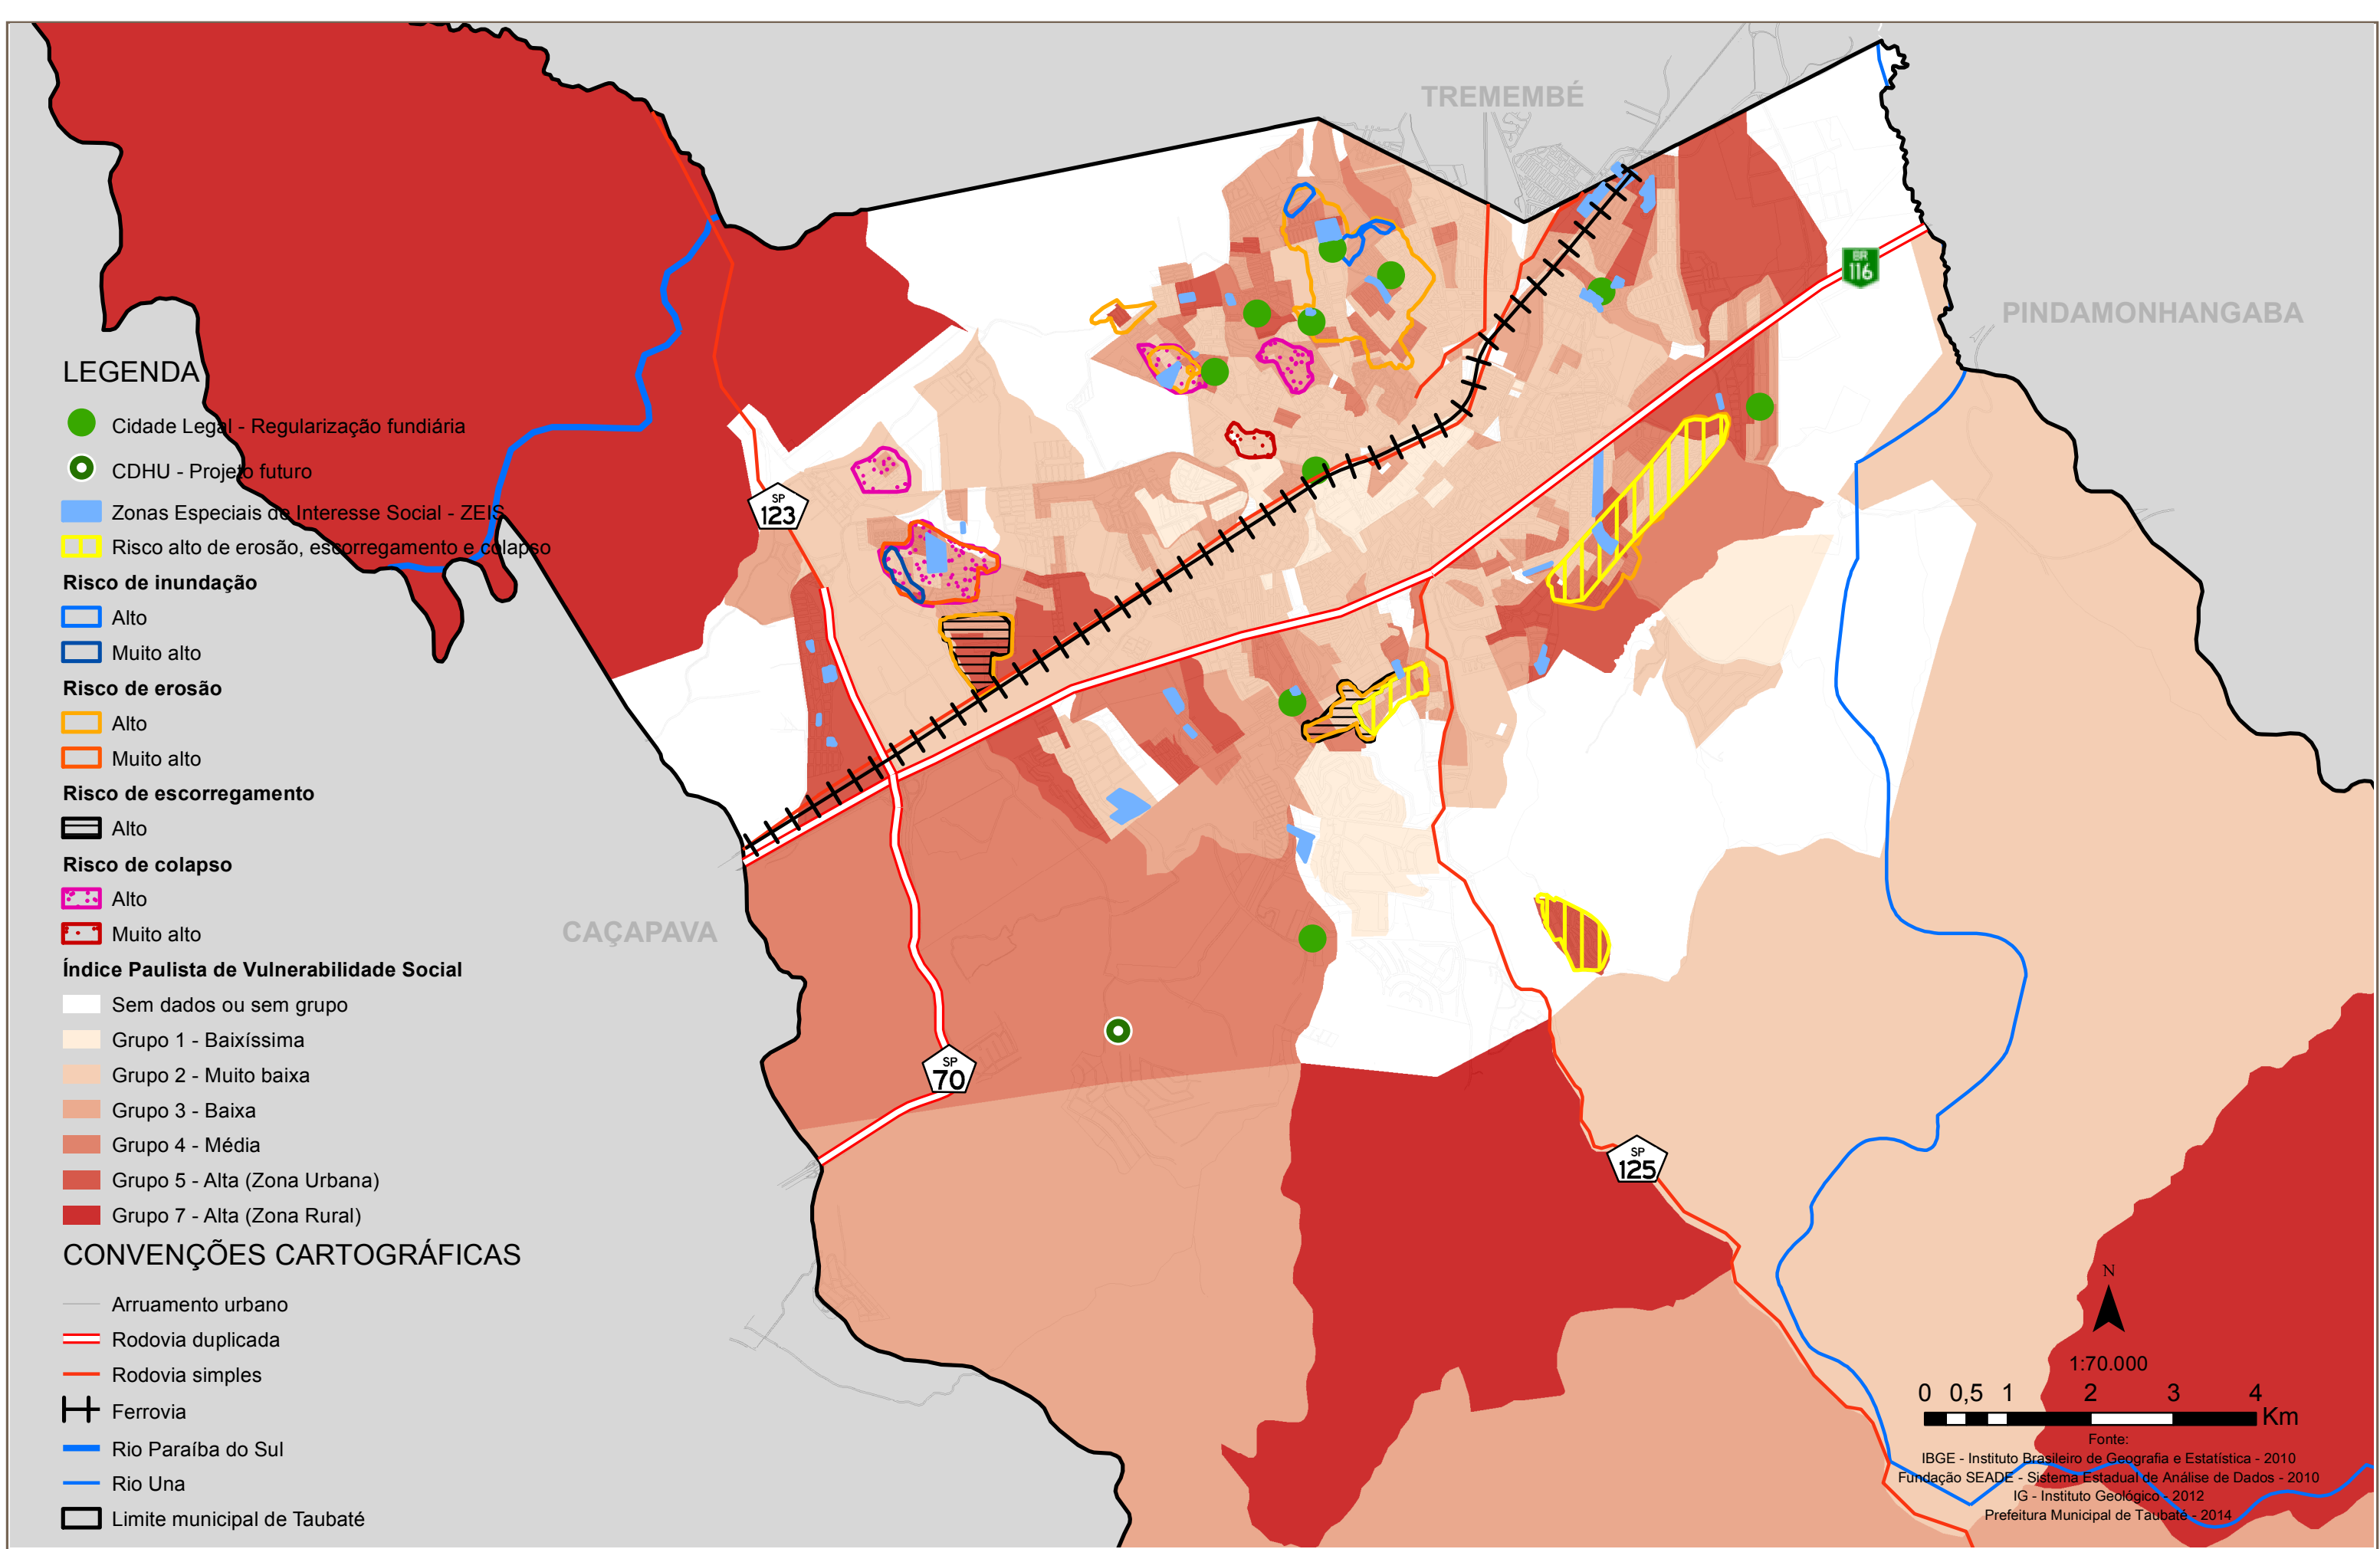 TREMEMBÉ
BR
116
PINDAMONHANGABA
SP
123
CAÇAPAVA
SP
70
SP
125
LEGENDA
Cidade Legal - Regularização fundiária
CDHU - Projeto futuro
Zonas Especiais de Interesse Social - ZEIS
Risco alto de erosão, escorregamento e colapso
Risco de inundação
Alto
Muito alto
Risco de erosão
Alto
Muito alto
Risco de escorregamento
Alto
Risco de colapso
Alto
Muito alto
Índice Paulista de Vulnerabilidade Social
Sem dados ou sem grupo
Grupo 1 - Baixíssima
Grupo 2 - Muito baixa
Grupo 3 - Baixa
Grupo 4 - Média
Grupo 5 - Alta (Zona Urbana)
Grupo 7 - Alta (Zona Rural)
CONVENÇÕES CARTOGRÁFICAS
Arruamento urbano
Rodovia duplicada
Rodovia simples
Ferrovia
Rio Paraíba do Sul
Rio Una
Limite municipal de Taubaté
N
1:70.000
0 0,5 1 2 3 4
Km
Fonte:
IBGE - Instituto Brasileiro de Geografia e Estatística - 2010
Fundação SEADE - Sistema Estadual de Análise de Dados - 2010
IG - Instituto Geológico - 2012
Prefeitura Municipal de Taubaté - 2014